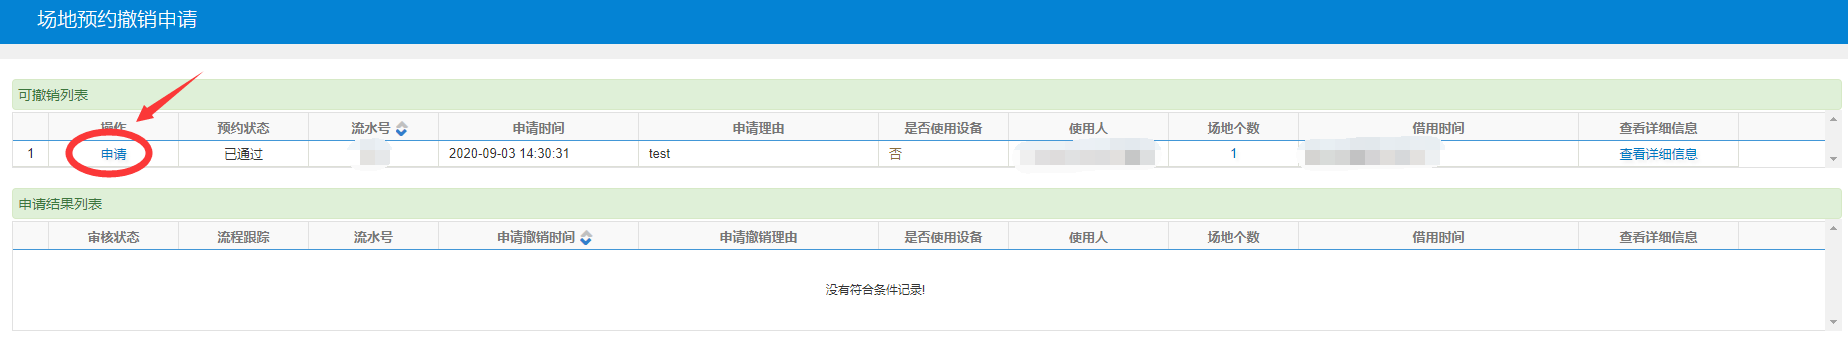 场地预约撤销申请
可撤销列表
操作 预约状态 流水号 申请时间 申请理由 是否使用设备 使用人 场地个数 借用时间 查看详细信息
1 申请 已通过 2020-09-03 14:30:31 test 否 1 查看详细信息
申请结果列表
审核状态 流程跟踪 流水号 申请撤销时间 申请撤销理由 是否使用设备 使用人 场地个数 借用时间 查看详细信息
没有符合条件记录!